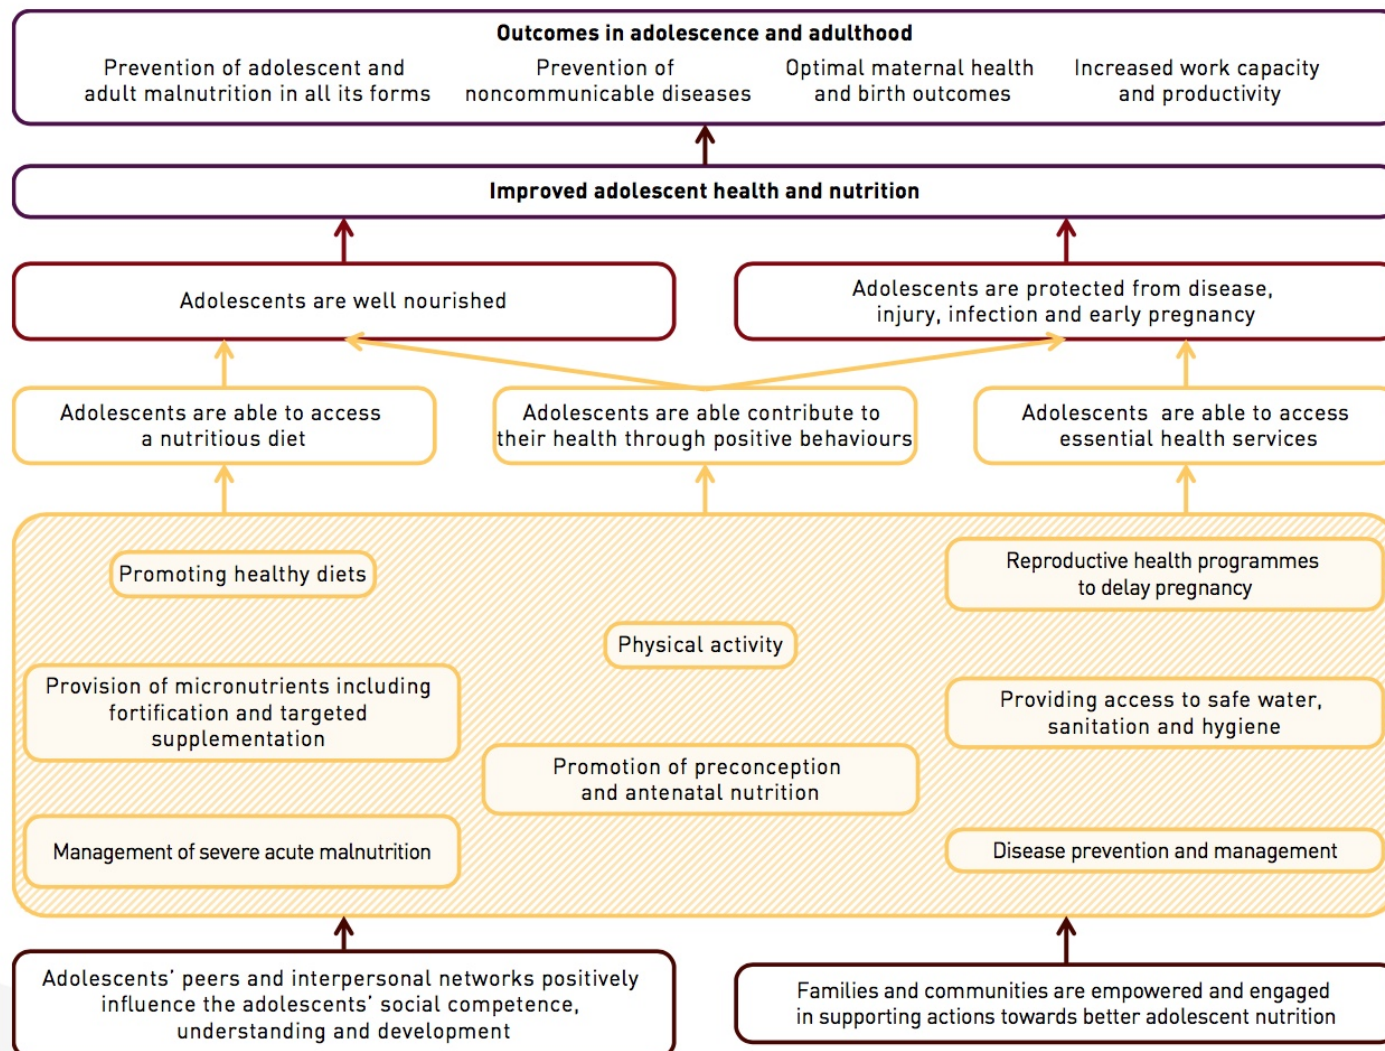 Outcomes in adolescence and adulthood
Prevention of adolescent and
adult malnutrition in all its forms
Prevention of
noncommunicable diseases
Optimal maternal health
and birth outcomes
Increased work capacity
and productivity
Improved adolescent health and nutrition
Adolescents are well nourished
Adolescents are protected from disease,
injury, infection and early pregnancy
Adolescents are able to access
a nutritious diet
Adolescents are able contribute to
their health through positive behaviours
Adolescents are able to access
essential health services
Promoting healthy diets
Reproductive health programmes
to delay pregnancy
Physical activity
Provision of micronutrients including
fortification and targeted
supplementation
Providing access to safe water,
sanitation and hygiene
Promotion of preconception
and antenatal nutrition
Management of severe acute malnutrition
Disease prevention and management
Adolescents’ peers and interpersonal networks positively
influence the adolescents’ social competence,
understanding and development
Families and communities are empowered and engaged
in supporting actions towards better adolescent nutrition